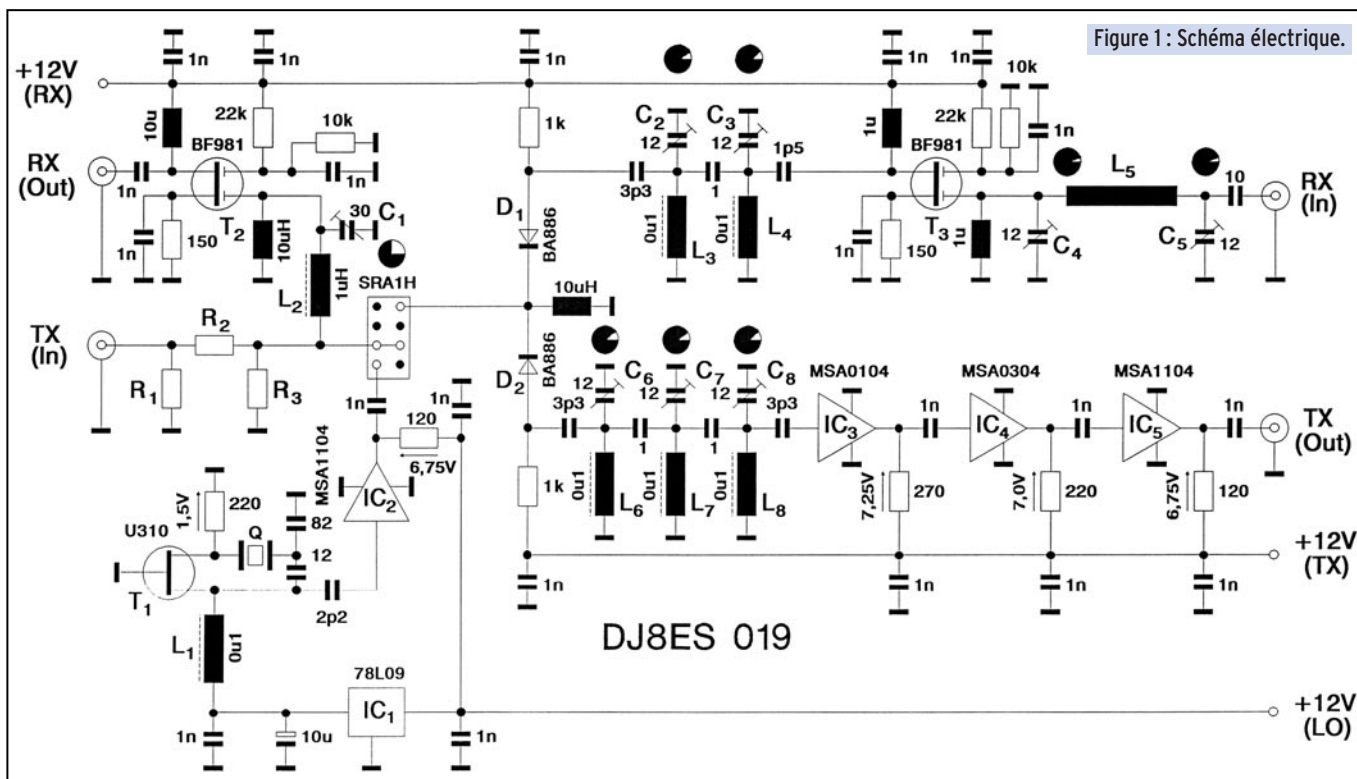 Figure 1 : Schéma électrique.
1n
1n
1n
1n
1n
+12V
(RX)
10u
22k
10k
BF981
RX
(Out)
1n
1n
1n
150
T2
10uH
30
C1
L2
1uH
SRA1H
1k
D1
BA886
10uH
D2
BA886
C2
12
C3
12
3p3
1
1p5
0u1
L3
0u1
L4
1u
BF981
22k
10k
1n
T3
1n
150
1u
12
C4
L5
C5
12
10
RX
(In)
TX
(In)
R1
R2
R3
1n
1n
120
6,75V
MSA1104
IC2
1,5V
220
U310
Q
82
12
T1
2p2
L1
0u1
78L09
IC1
1n
10u
1n
3p3
12
C6
12
C7
12
C8
3p3
1
1
0u1
L6
0u1
L7
0u1
L8
1k
1n
MSA0104
IC3
1n
MSA0304
IC4
1n
MSA1104
IC5
1n
TX
(Out)
7,25V
270
7,0V
220
6,75V
120
+12V
(TX)
1n
1n
1n
DJ8ES 019
+12V
(LO)